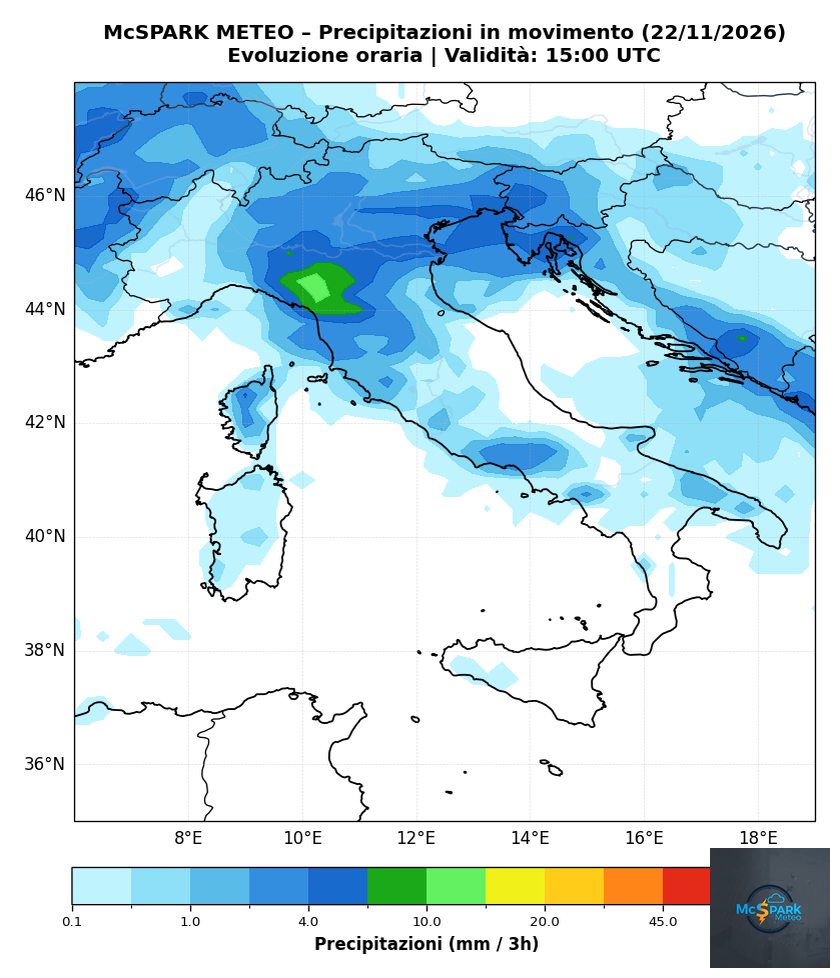 McSPARK METEO – Precipitazioni in movimento (22/11/2026)
Evoluzione oraria | Validità: 15:00 UTC
46°N
44°N
42°N
40°N
38°N
36°N
8°E 10°E 12°E 14°E 16°E 18°E
0.1 1.0 4.0 10.0 20.0 45.0
Precipitazioni (mm / 3h)
McSPARK
Meteo